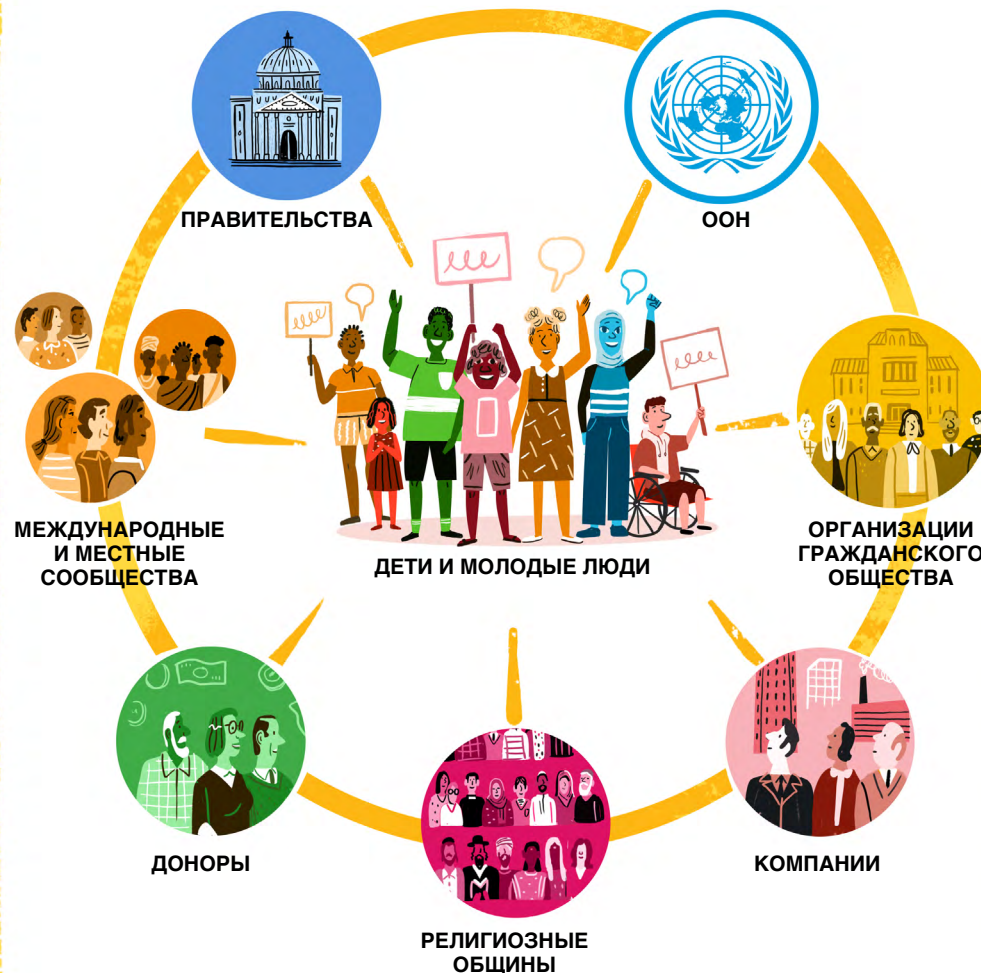 ПРАВИТЕЛЬСТВА
ООН
МЕЖДУНАРОДНЫЕ
И МЕСТНЫЕ
СООБЩЕСТВА
ДЕТИ И МОЛОДЫЕ ЛЮДИ
ОРГАНИЗАЦИИ
ГРАЖДАНСКОГО
ОБЩЕСТВА
ДОНОРЫ
РЕЛИГИОЗНЫЕ
ОБЩИНЫ
КОМПАНИИ